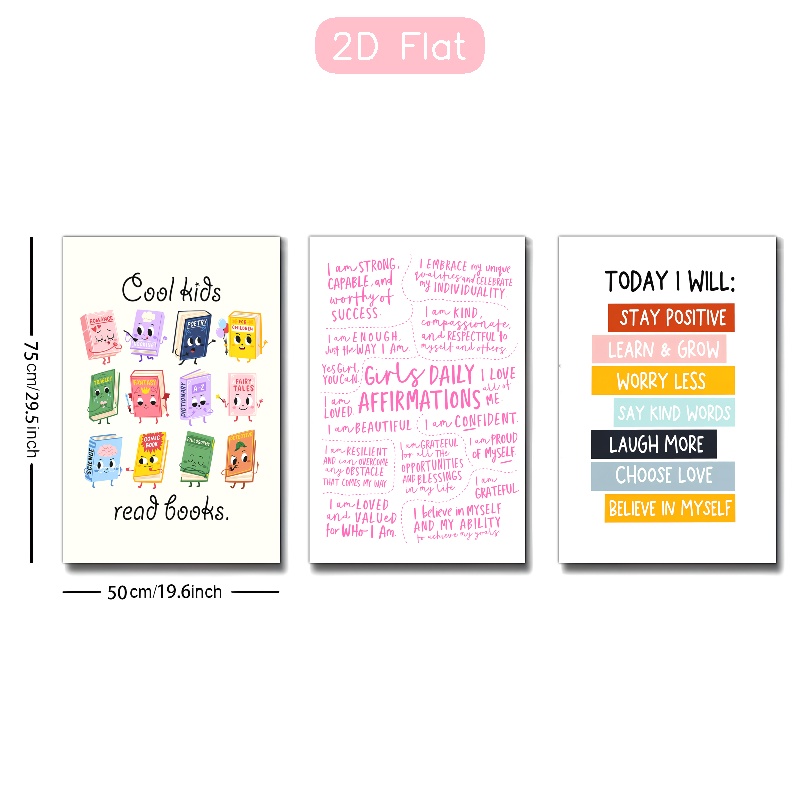 2D Flat
75cm/29.5inch
50cm/19.6inch
Cool kids
ROMANCE
POETRY
FOR
CHILDREN
FANTASY
DICTIONARY
A-Z
FAIRY
TALES
SCIENCE
COMIC
BOOK
PHILOSOPHY
read books.
I am STRONG,
CAPABLE, and
worthy of
SUCCESS
I EMBRACE my unique
qualities and CELEBRATE
my INDIVIDUALITY
I am KIND,
compassionate,
and RESPECTFUL to
myself and others
I am ENOUGH,
Just the WAY I Am
Yes Girl,
YOU CAN
Girls DAILY
AFFIRMATIONS
I LOVE
all of
ME
I am
LOVED
I am BEAUTIFUL
I am CONFIDENT.
I am RESILIENT
AND can OVERCOME
any OBSTACLE
THAT COMES MY WAY
I am GRATEFUL
for all the
OPPORTUNITIES
AND BLESSINGS
in my life
I am PROUD
of MYSELF
I am
GRATEFUL
I am LOVED
and VALUED
for WHO I Am
I believe in MYSELF
AND MY ABILITY
to achieve my goals
TODAY I WILL:
STAY POSITIVE
LEARN & GROW
WORRY LESS
SAY KIND WORDS
LAUGH MORE
CHOOSE LOVE
BELIEVE IN MYSELF